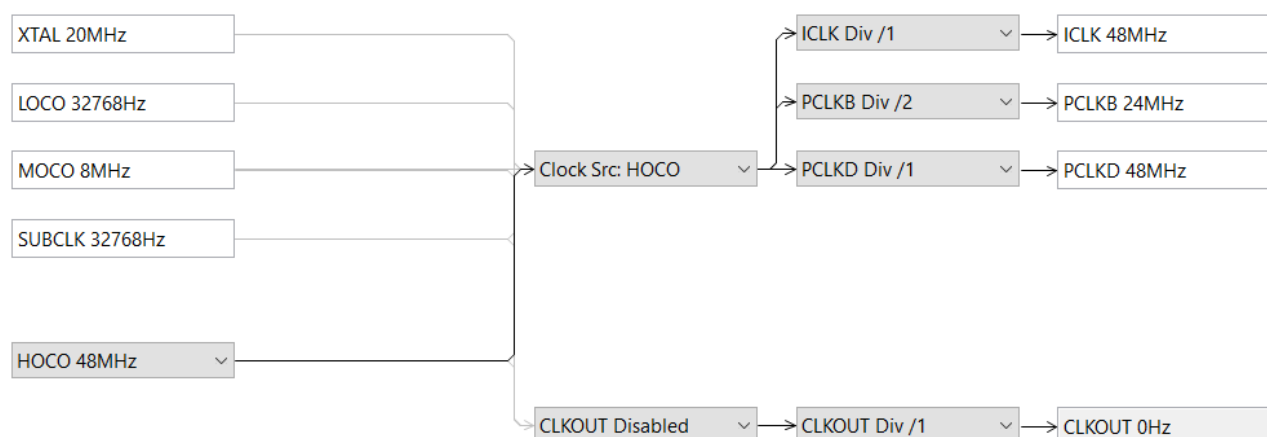 XTAL 20MHz
ICLK Div /1
ICLK 48MHz
LOCO 32768Hz
PCLKB Div /2
PCLKB 24MHz
MOCO 8MHz
Clock Src: HOCO
PCLKD Div /1
PCLKD 48MHz
SUBCLK 32768Hz
HOCO 48MHz
CLKOUT Disabled
CLKOUT Div /1
CLKOUT 0Hz